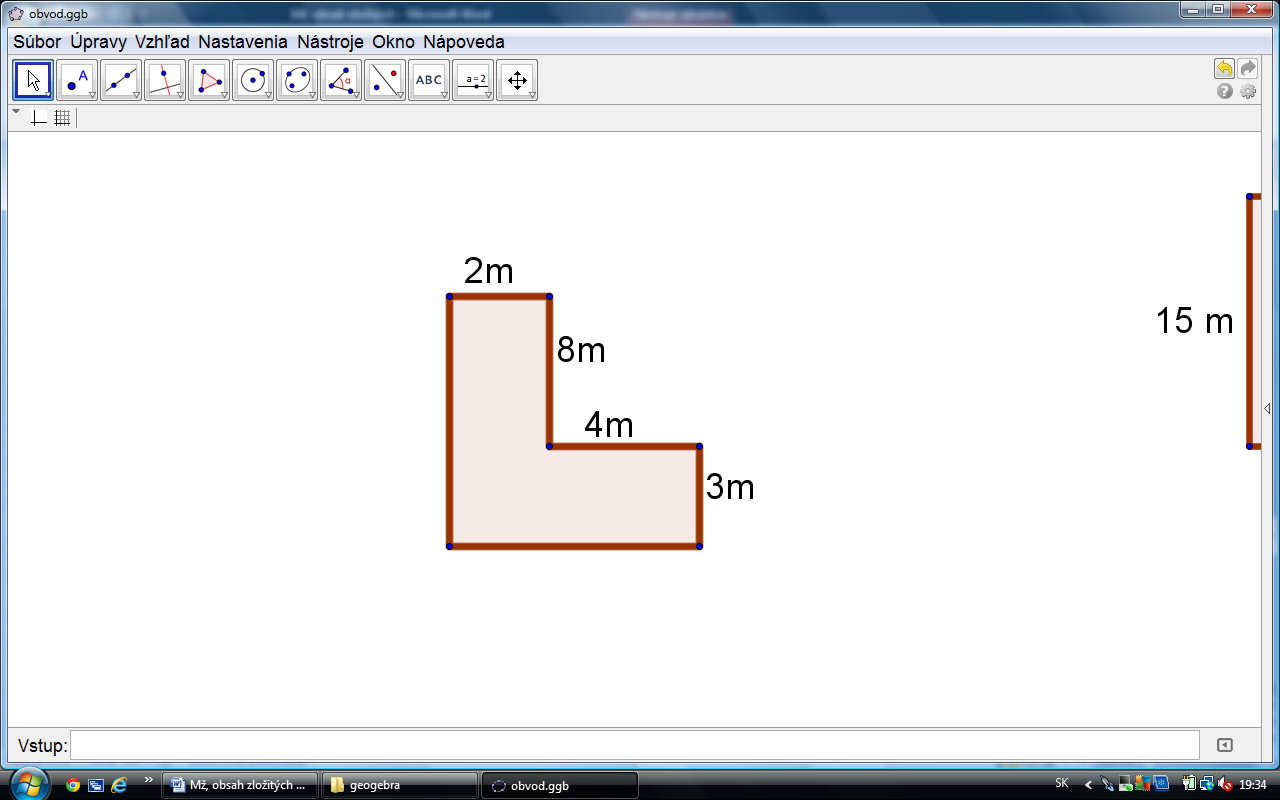 obvod.ggb
Súbor Úpravy Vzhľad Nastavenia Nástroje Okno Nápoveda
A
α
ABC
a=2
2m
8m
4m
3m
15 m
Vstup:
Mž, obsah zložitých ...
geogebra
obvod.ggb
SK
19:34